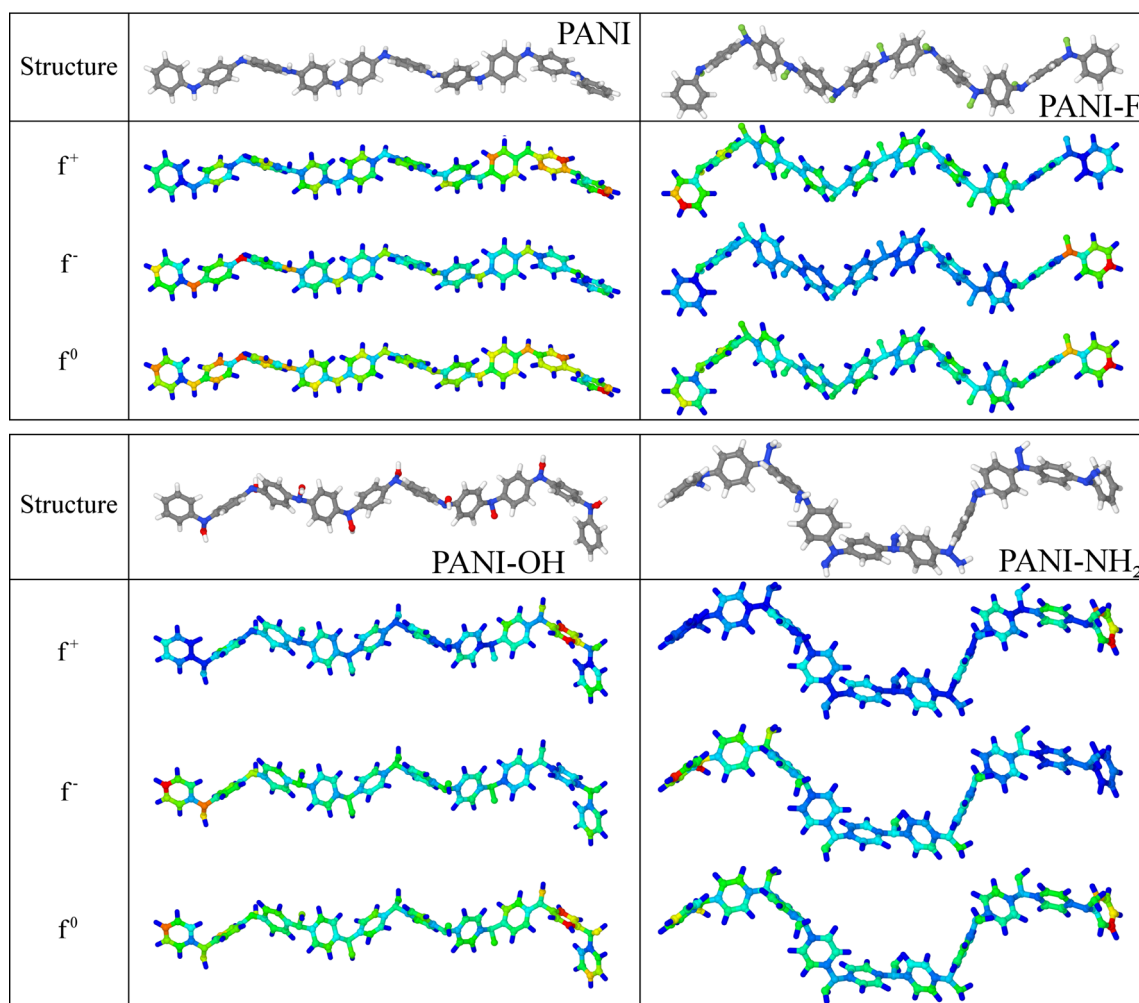 Structure
PANI
PANI-F
f⁺
f⁻
f⁰
Structure
PANI-OH
PANI-NH₂
f⁺
f⁻
f⁰